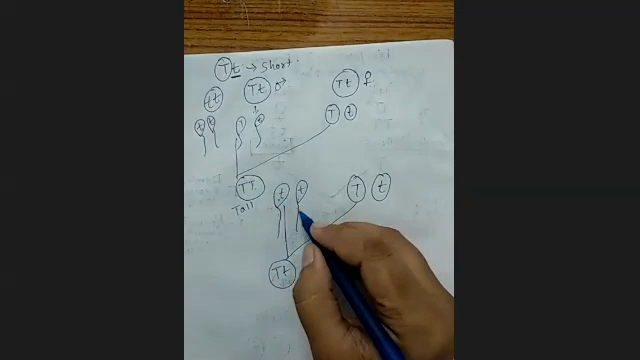 Tt → Short
tt Tt ♂ Tt ♀
t t T t T t
TT
Tall
t t T t
Tt